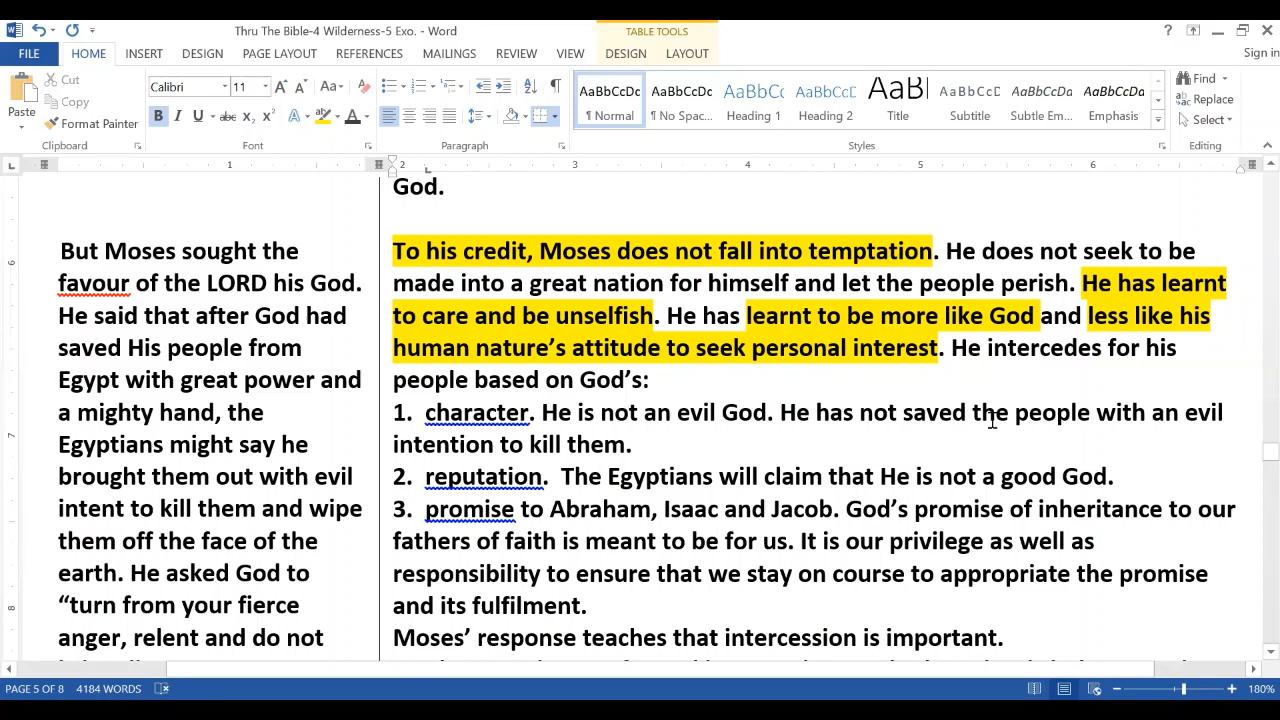 Thru The Bible-4 Wilderness-5 Exo. - Word
TABLE TOOLS
?
FILE HOME INSERT DESIGN PAGE LAYOUT REFERENCES MAILINGS REVIEW VIEW DESIGN LAYOUT Sign in
Paste
Cut
Copy
Format Painter
Clipboard
Calibri 11
Font
Paragraph
AaBbCcDc ¶ Normal
AaBbCcDc ¶ No Spac...
AaBbCc Heading 1
AaBbCcDc Heading 2
AaBl Title
AaBbCcD Subtitle
AaBbCcDa Subtle Em...
AaBbCcDa Emphasis
Styles
Find
Replace
Select
Editing
1 2 3 4 5 6
6
7
8
But Moses sought the
favour of the LORD his God.
He said that after God had
saved His people from
Egypt with great power and
a mighty hand, the
Egyptians might say he
brought them out with evil
intent to kill them and wipe
them off the face of the
earth. He asked God to
“turn from your fierce
anger, relent and do not
God.
To his credit, Moses does not fall into temptation. He does not seek to be
made into a great nation for himself and let the people perish. He has learnt
to care and be unselfish. He has learnt to be more like God and less like his
human nature’s attitude to seek personal interest. He intercedes for his
people based on God’s:
1. character. He is not an evil God. He has not saved the people with an evil
intention to kill them.
2. reputation. The Egyptians will claim that He is not a good God.
3. promise to Abraham, Isaac and Jacob. God’s promise of inheritance to our
fathers of faith is meant to be for us. It is our privilege as well as
responsibility to ensure that we stay on course to appropriate the promise
and its fulfilment.
Moses’ response teaches that intercession is important.
PAGE 5 OF 8 4184 WORDS 180%